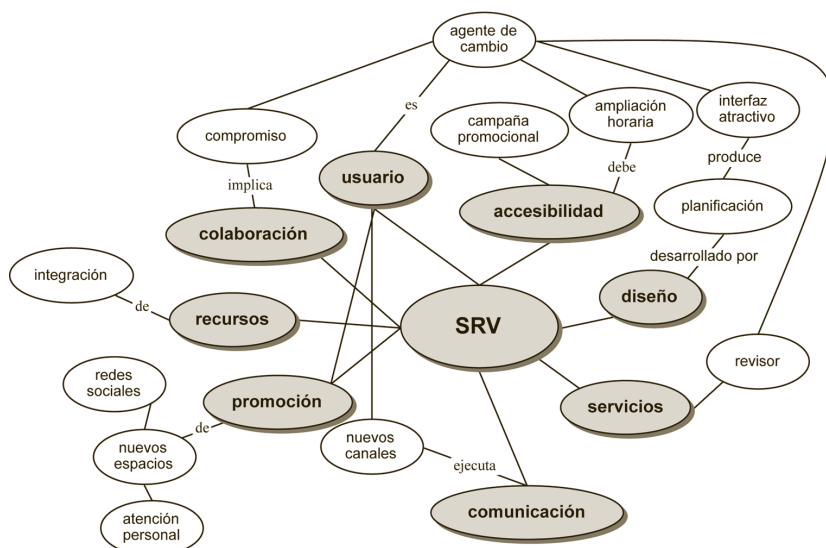 agente de
cambio
es
campaña
promocional
ampliación
horaria
interfaz
atractivo
compromiso
produce
debe
implica
usuario
accesibilidad
planificación
colaboración
desarrollado por
integración
de
recursos
SRV
diseño
revisor
redes
sociales
promoción
servicios
de
nuevos
espacios
nuevos
canales
ejecuta
comunicación
atención
personal